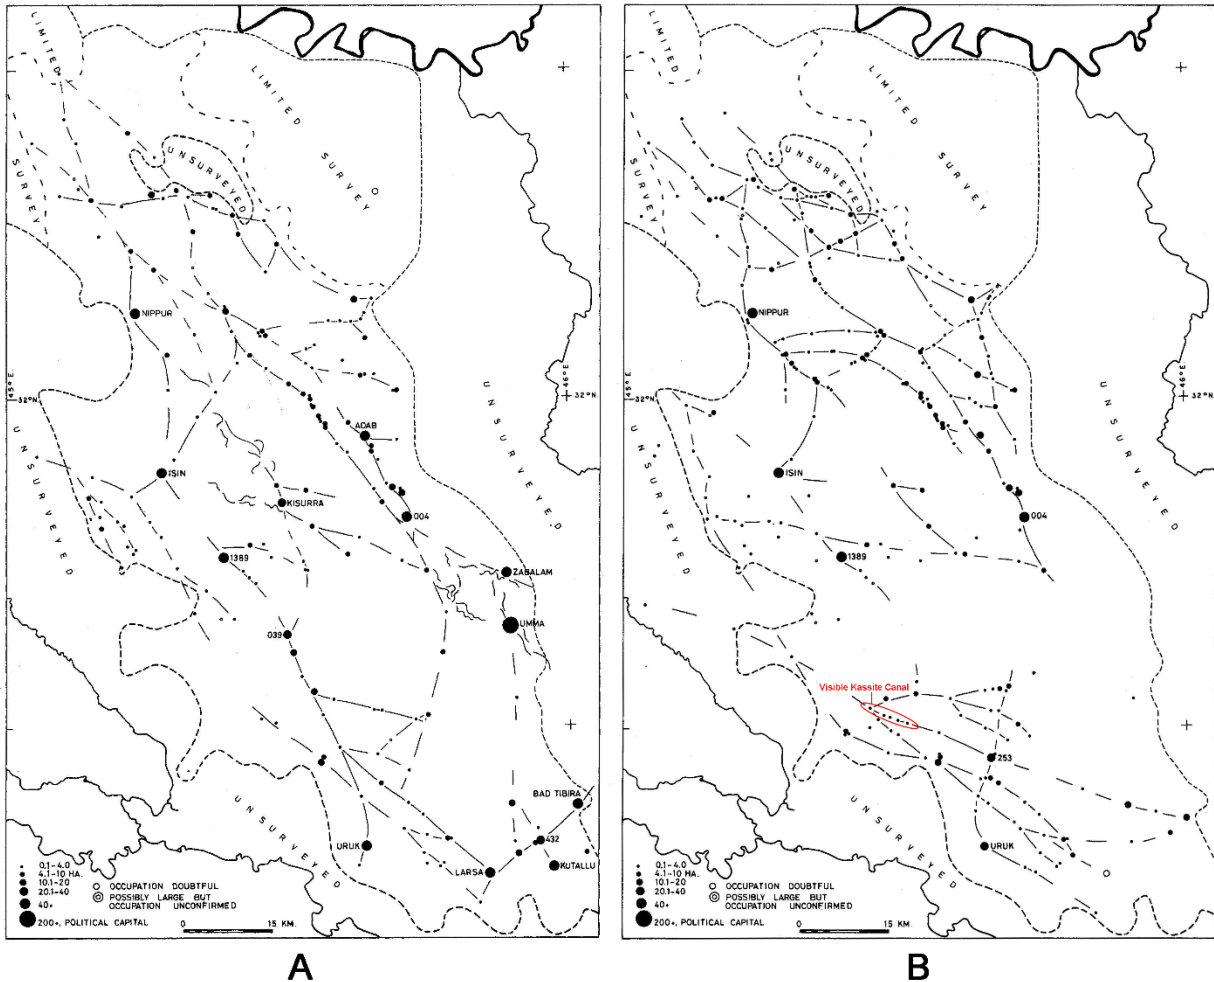 LIMITED
SURVEY
LIMITED
SURVEY
UNSURVEYED
NIPPUR
45° E.
32° N.
46° E.
32° N.
UNSURVEYED
UNSURVEYED
ADAB
ISIN
KISURRA
004
1389
ZABALAM
UMMA
039
BAD TIBIRA
432
URUK
LARSA
KUTALLU
UNSURVEYED
0.1-4.0
4.1-10 HA.
10.1-20
20.1-40
40+
200+, POLITICAL CAPITAL
OCCUPATION DOUBTFUL
POSSIBLY LARGE BUT
OCCUPATION UNCONFIRMED
0 15 KM.
A
LIMITED
SURVEY
LIMITED
SURVEY
UNSURVEYED
NIPPUR
45° E.
32° N.
46° E.
32° N.
UNSURVEYED
UNSURVEYED
ISIN
004
1389
Visible Kassite Canal
253
URUK
UNSURVEYED
0.1-4.0
4.1-10 HA.
10.1-20
20.1-40
40+
200+, POLITICAL CAPITAL
OCCUPATION DOUBTFUL
POSSIBLY LARGE BUT
OCCUPATION UNCONFIRMED
0 15 KM.
B